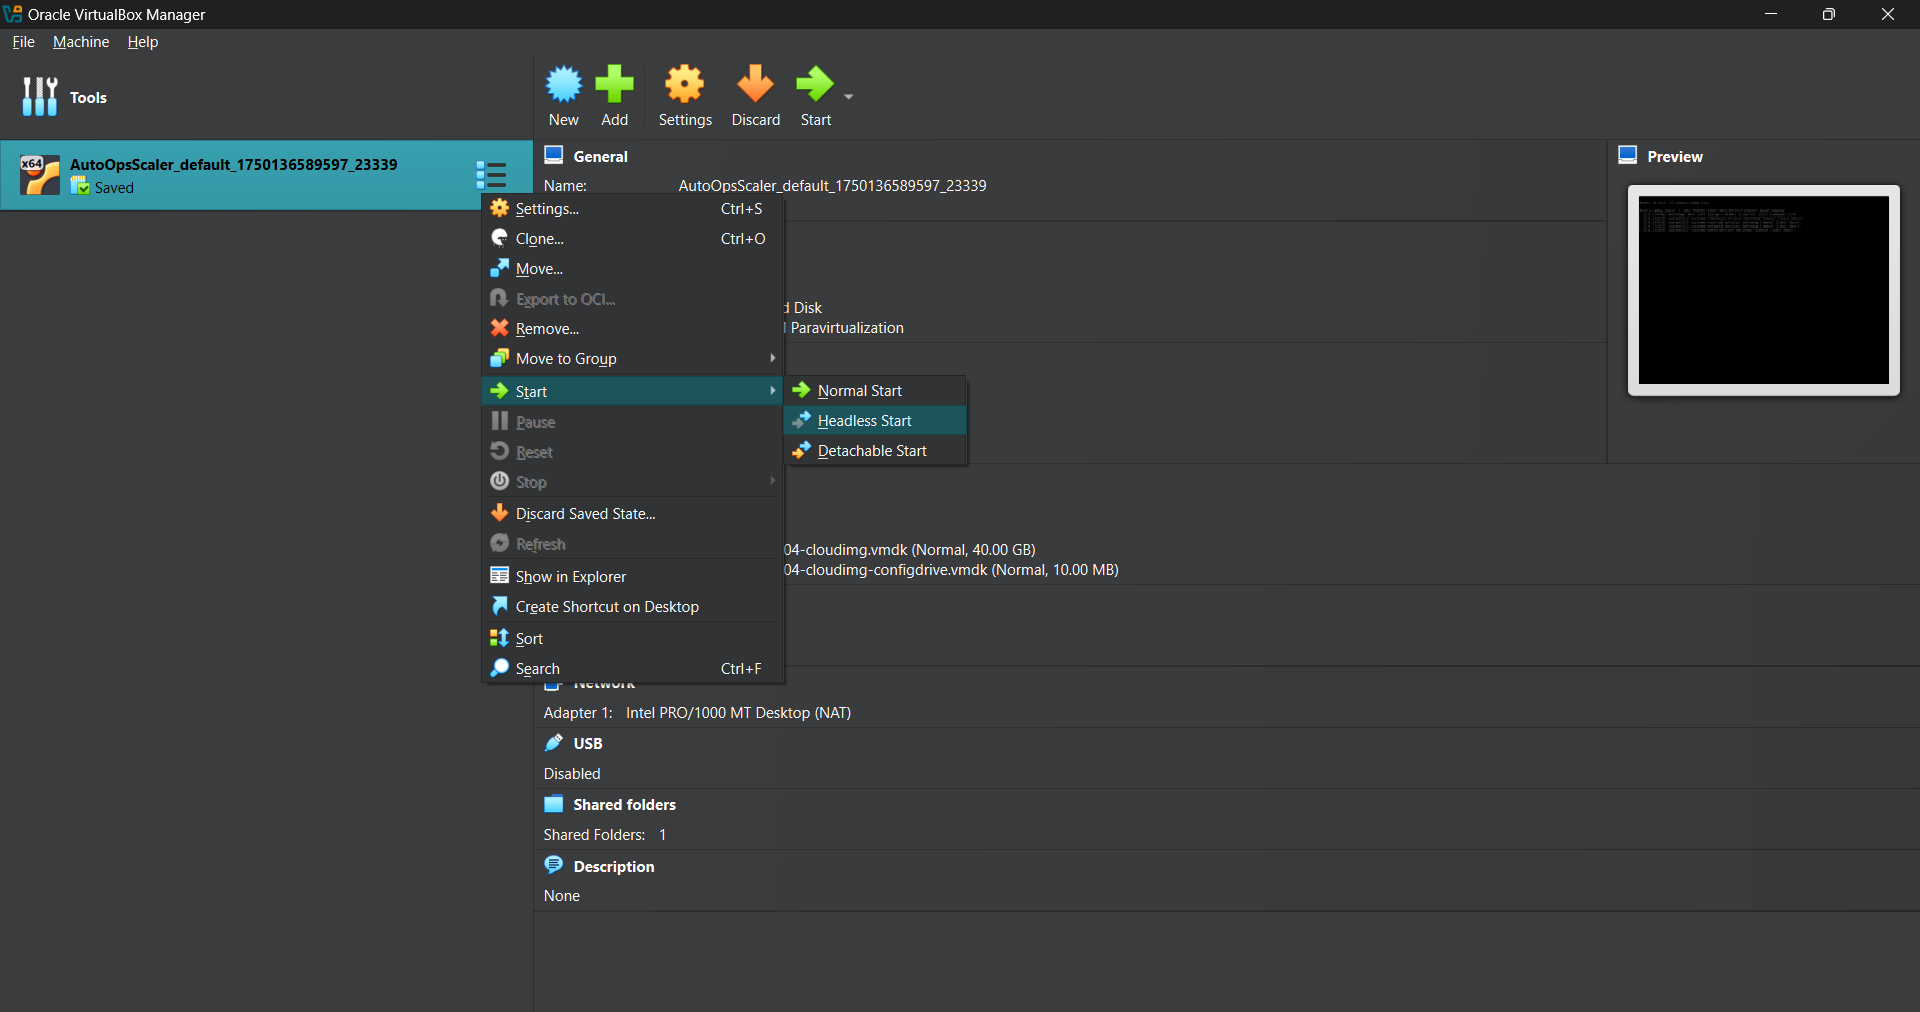 Oracle VirtualBox Manager
File Machine Help
Tools
New Add Settings Discard Start
x64
AutoOpsScaler_default_1750136589597_23339
Saved
General
Name: AutoOpsScaler_default_1750136589597_23339
Preview
Settings... Ctrl+S
Clone... Ctrl+O
Move...
Export to OCI...
Remove...
Move to Group
Start
Pause
Reset
Stop
Discard Saved State...
Refresh
Show in Explorer
Create Shortcut on Desktop
Sort
Search Ctrl+F
Normal Start
Headless Start
Detachable Start
d Disk
Paravirtualization
04-cloudimg.vmdk (Normal, 40.00 GB)
04-cloudimg-configdrive.vmdk (Normal, 10.00 MB)
Network
Adapter 1: Intel PRO/1000 MT Desktop (NAT)
USB
Disabled
Shared folders
Shared Folders: 1
Description
None